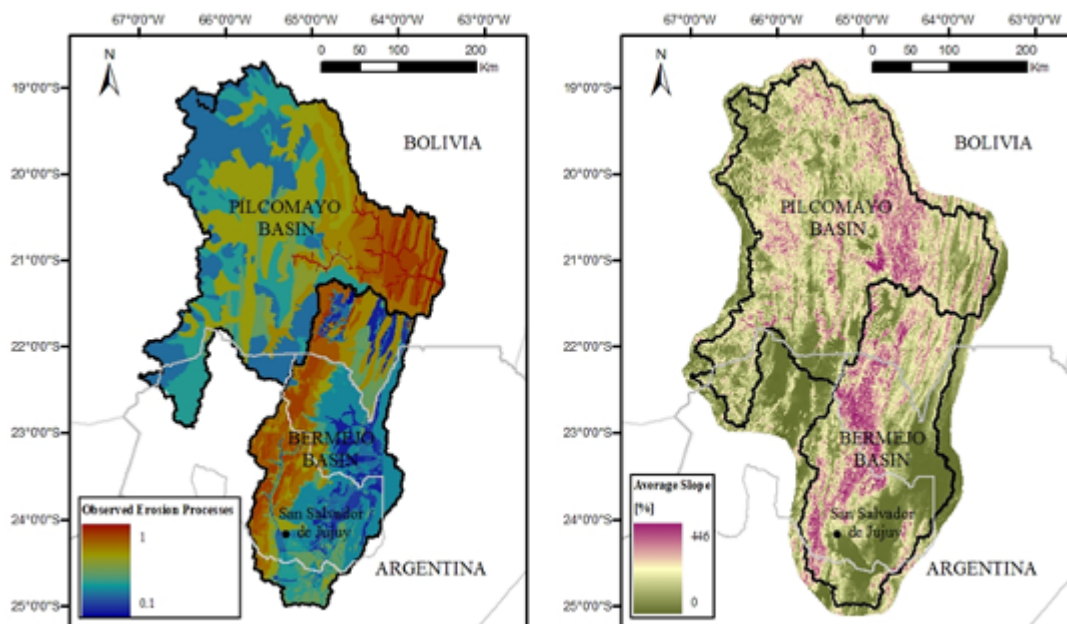 67°0'0"W 66°0'0"W 65°0'0"W 64°0'0"W 63°0'0"W
N
0 50 100 200
Km
19°0'0"S
BOLIVIA
20°0'0"S
PILCOMAYO
BASIN
21°0'0"S
22°0'0"S
23°0'0"S
BERMEJO
BASIN
Observed Erosion Processes
1
0.1
24°0'0"S
San Salvador
de Jujuy
ARGENTINA
25°0'0"S
67°0'0"W 66°0'0"W 65°0'0"W 64°0'0"W 63°0'0"W
N
0 50 100 200
Km
19°0'0"S
BOLIVIA
20°0'0"S
PILCOMAYO
BASIN
21°0'0"S
22°0'0"S
23°0'0"S
BERMEJO
BASIN
Average Slope
[%]
0
24°0'0"S
San Salvador
de Jujuy
ARGENTINA
25°0'0"S